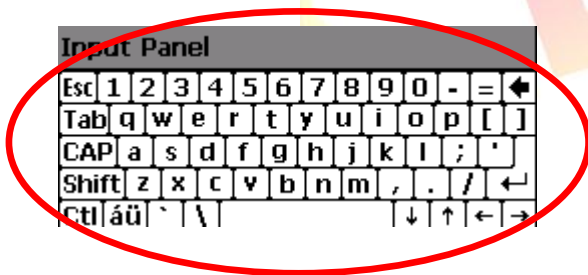 Input Panel
Esc 1 2 3 4 5 6 7 8 9 0 - = 🡄
Tab q w e r t y u i o p [ ]
CAP a s d f g h j k l ; '
Shift z x c v b n m , . / ↵
Ctl áü ` \ ↓ ↑ ← →